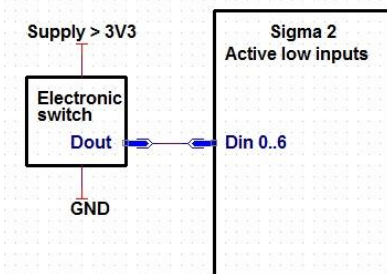 Supply > 3V3
Sigma 2
Active low inputs
Electronic
switch
Dout
Din 0..6
GND